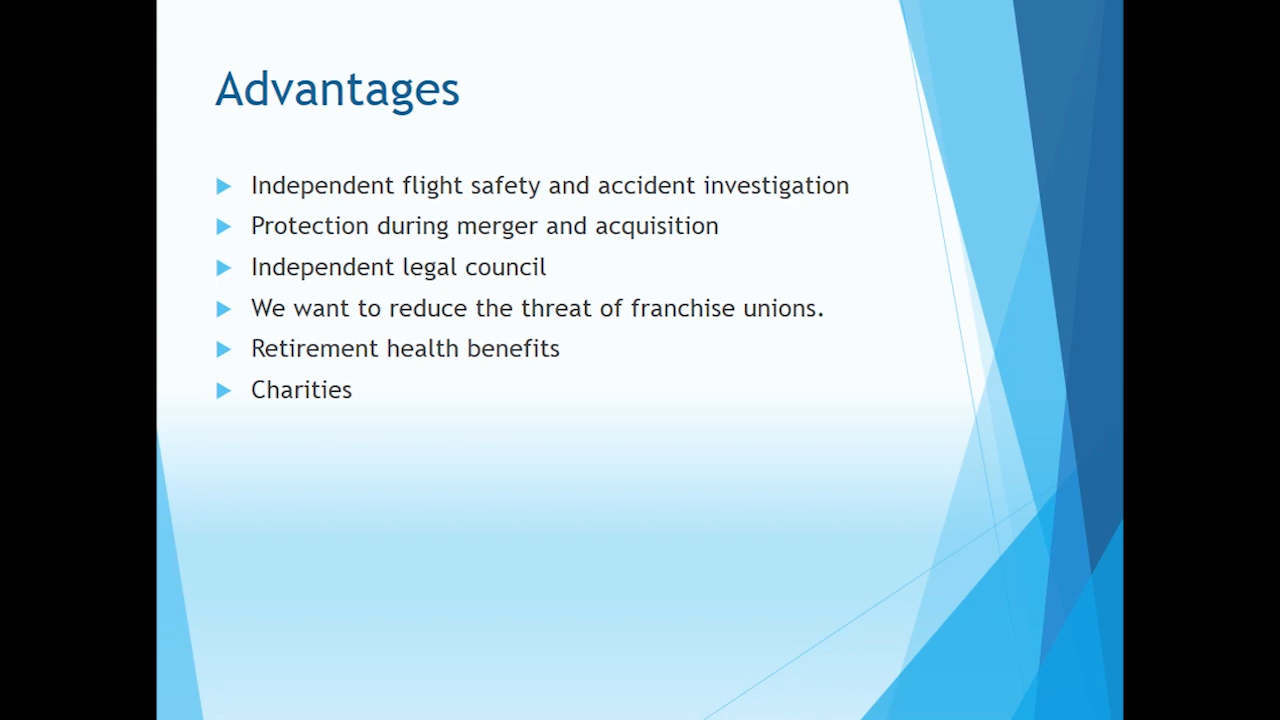 Advantages
Independent flight safety and accident investigation
Protection during merger and acquisition
Independent legal council
We want to reduce the threat of franchise unions.
Retirement health benefits
Charities